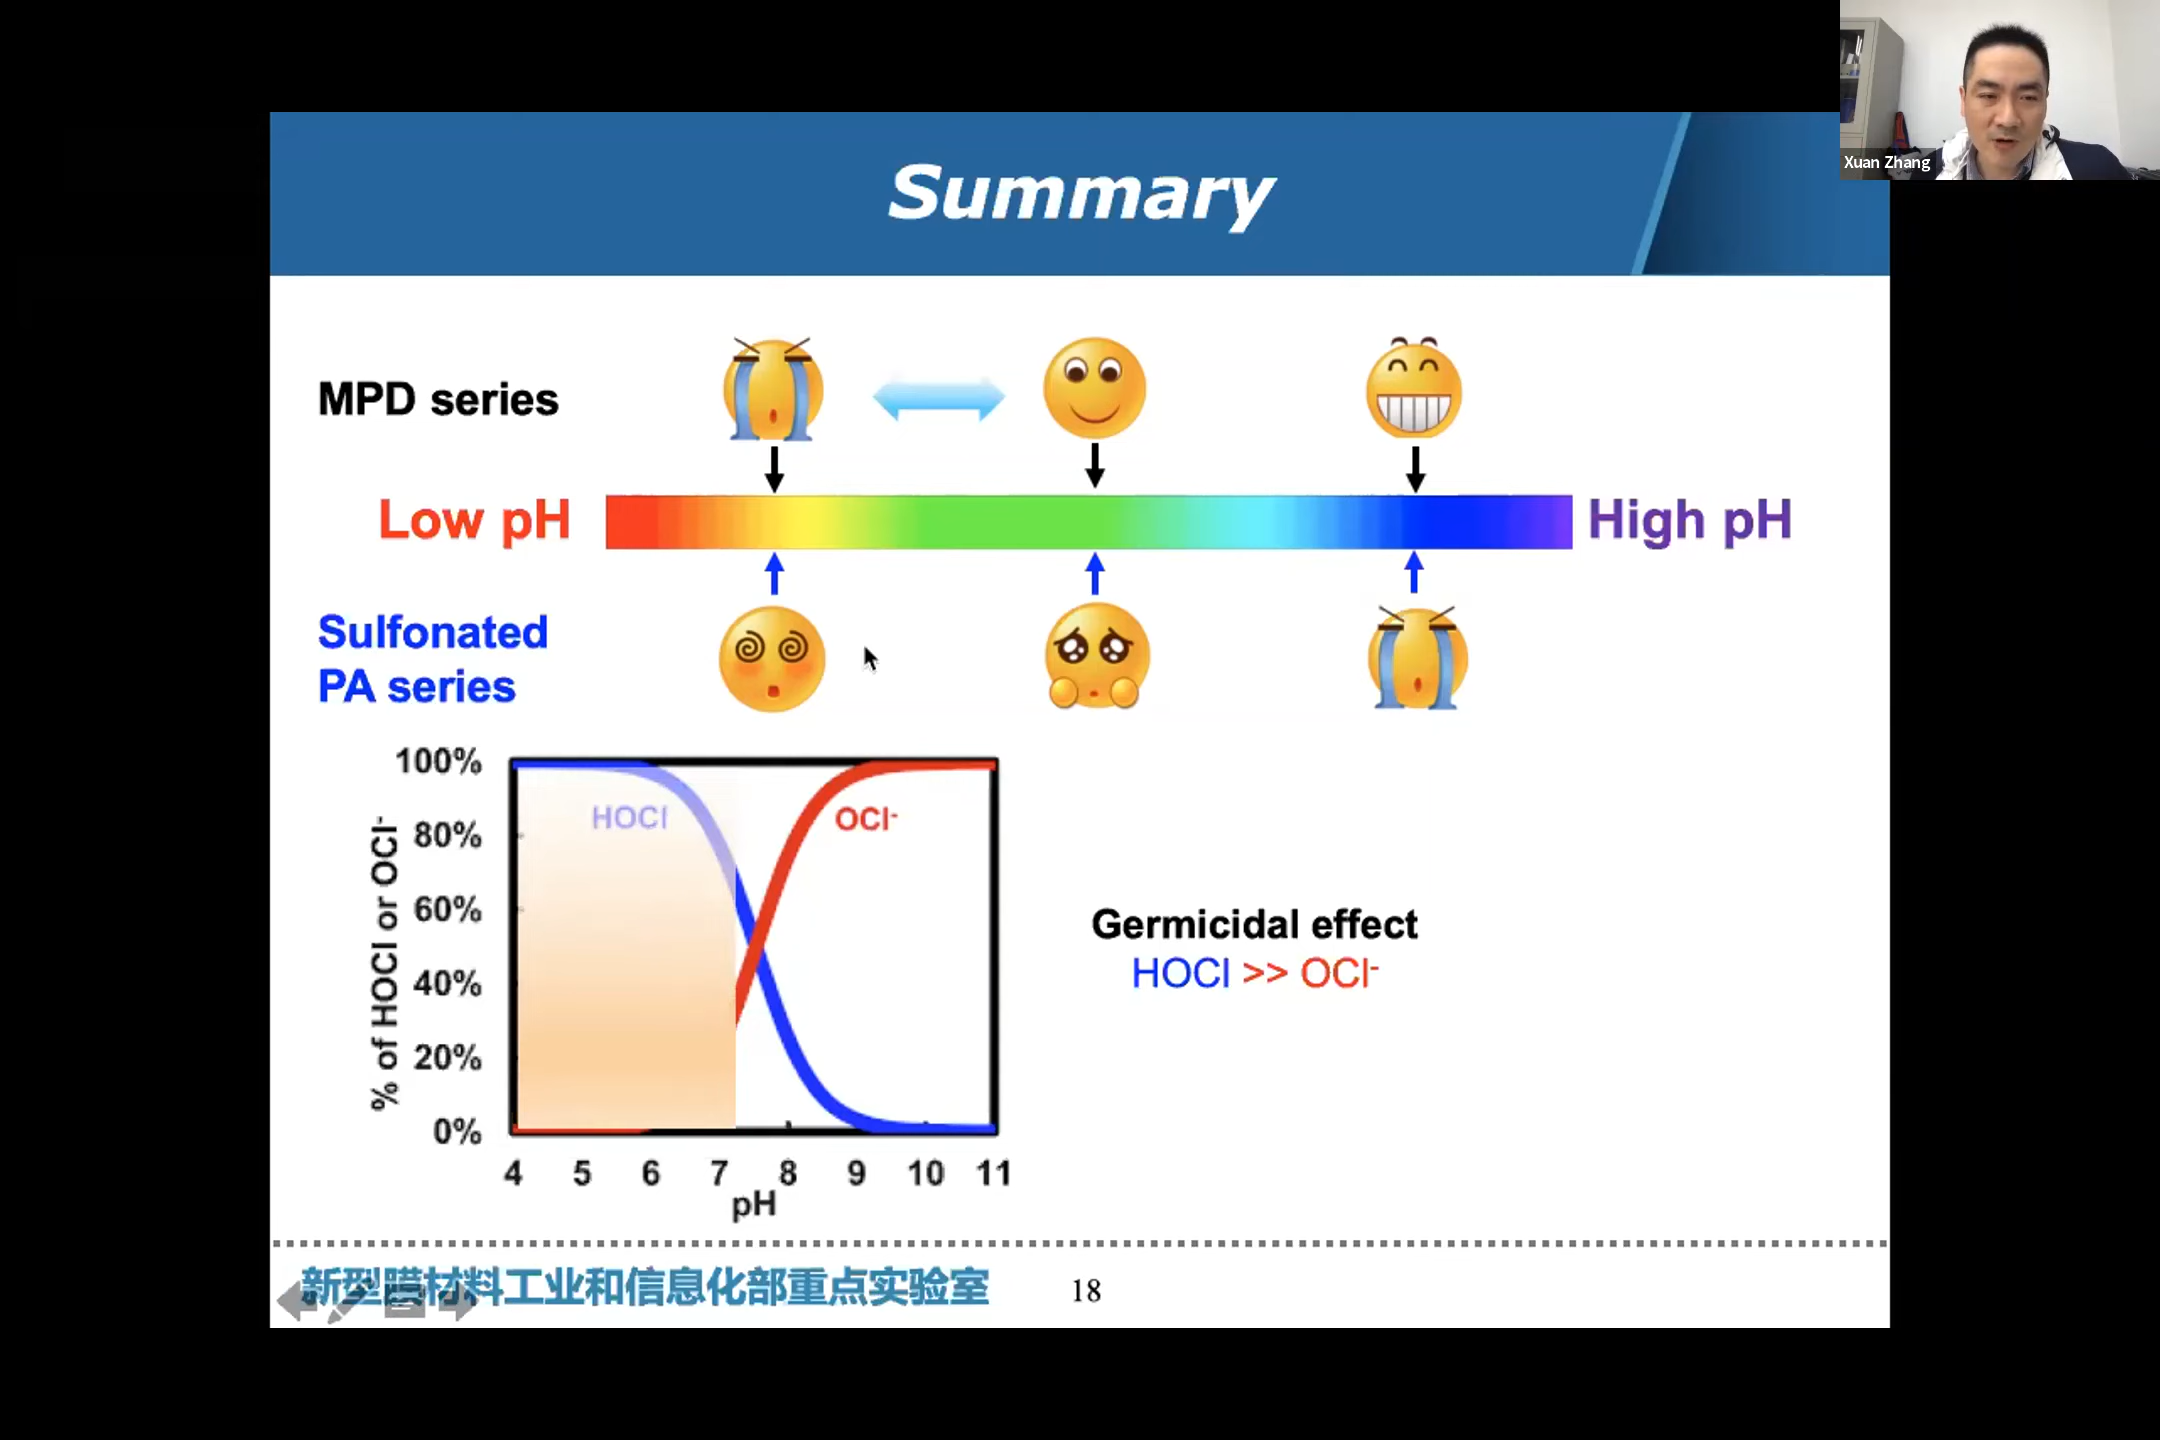 Xuan Zhang
Summary
MPD series
Low pH
High pH
Sulfonated
PA series
100%
80%
60%
40%
20%
0%
% of HOCl or OCl-
HOCl
OCl-
4 5 6 7 8 9 10 11
pH
Germicidal effect
HOCl >> OCl-
新型膜材料工业和信息化部重点实验室
18